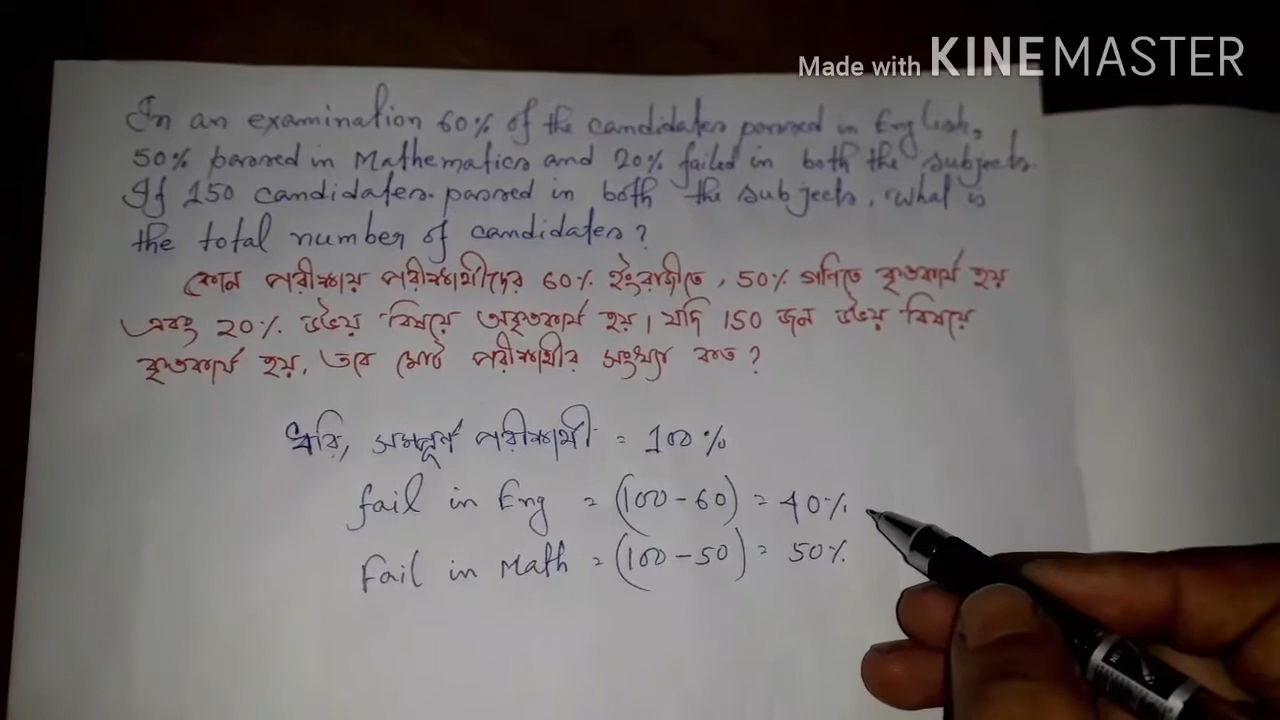 Made with KINEMASTER
In an examination 60% of the candidates passed in English,
50% passed in Mathematics and 20% failed in both the subjects.
If 150 candidates passed in both the subjects, what is
the total number of candidates?
কোন পরীক্ষায় পরীক্ষার্থীদের 60% ইংরাজীতে, 50% গনিতে কৃতকার্য হয়
এবং 20% উভয় বিষয়ে অকৃতকার্য হয়। যদি 150 জন উভয় বিষয়ে
কৃতকার্য হয়, তবে মোট পরীক্ষার্থীর সংখ্যা কত?
ধরি, সম্পূর্ণ পরীক্ষার্থী = 100%
fail in Eng = (100-60) = 40%
Fail in Math = (100-50) = 50%